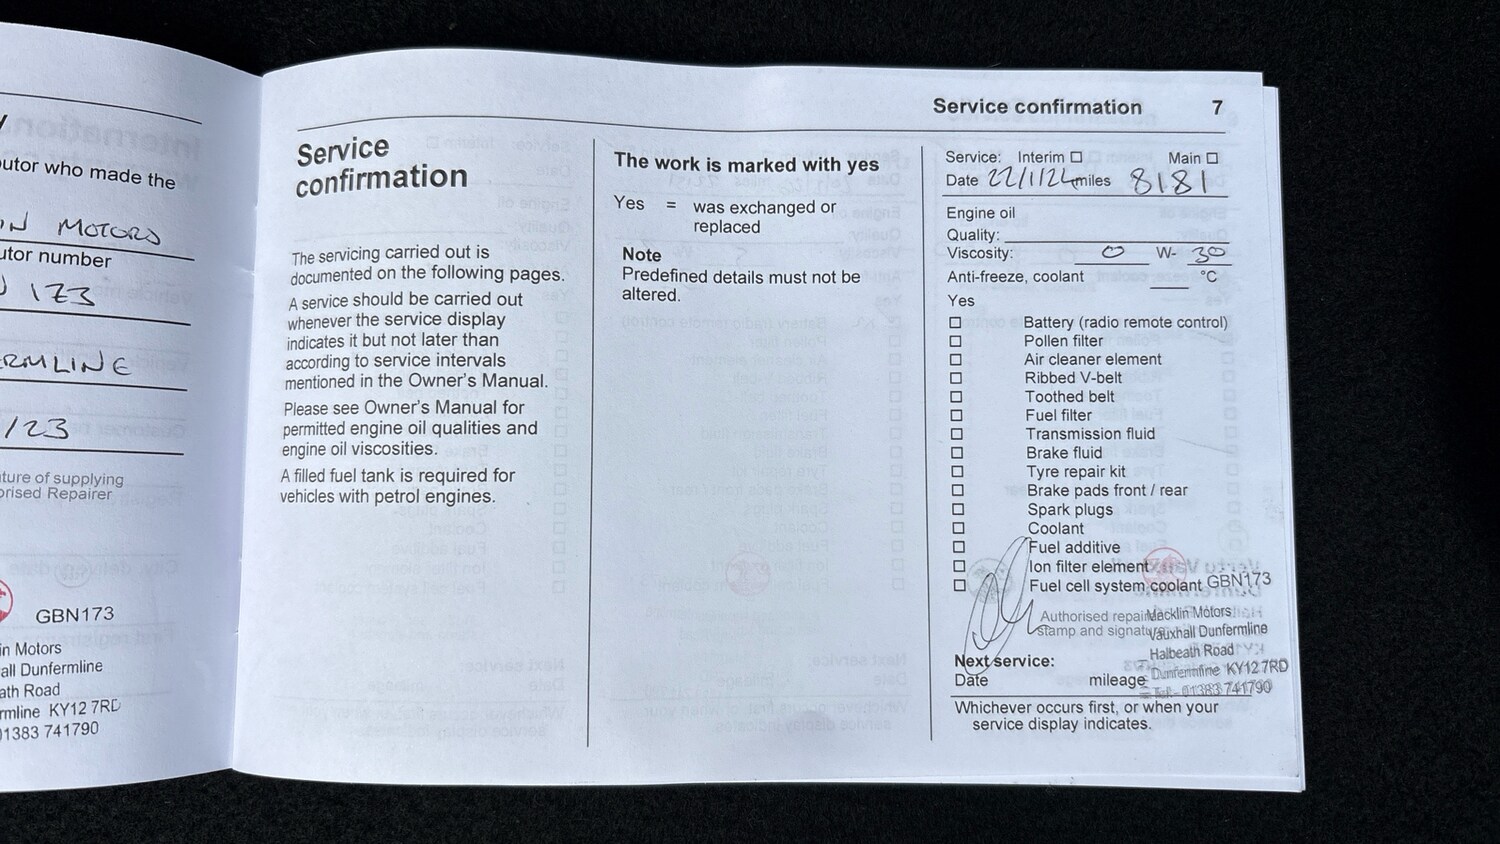 utor who made the
N MOTORS
utor number
173
RMLINE
/23
ture of supplying
orised Repairer
GBN173
in Motors
all Dunfermline
ath Road
rmline KY12 7RD
01383 741790
Service confirmation 7
Service
confirmation
The servicing carried out is
documented on the following pages.
A service should be carried out
whenever the service display
indicates it but not later than
according to service intervals
mentioned in the Owner's Manual.
Please see Owner's Manual for
permitted engine oil qualities and
engine oil viscosities.
A filled fuel tank is required for
vehicles with petrol engines.
The work is marked with yes
Yes = was exchanged or
replaced
Note
Predefined details must not be
altered.
Service: Interim ☐ Main ☐
Date 22/1/24 miles 8181
Engine oil
Quality:
Viscosity: 0 W- 30
Anti-freeze, coolant °C
Yes
☐ Battery (radio remote control)
☐ Pollen filter
☐ Air cleaner element
☐ Ribbed V-belt
☐ Toothed belt
☐ Fuel filter
☐ Transmission fluid
☐ Brake fluid
☐ Tyre repair kit
☐ Brake pads front / rear
☐ Spark plugs
☐ Coolant
☐ Fuel additive
☐ Ion filter element
☐ Fuel cell system coolant GBN173
Authorised repairer Macklin Motors
stamp and signature Vauxhall Dunfermline
Halbeath Road
Next service: Dunfermline KY12 7RD
Date mileage Tel:- 01383 741790
Whichever occurs first, or when your
service display indicates.